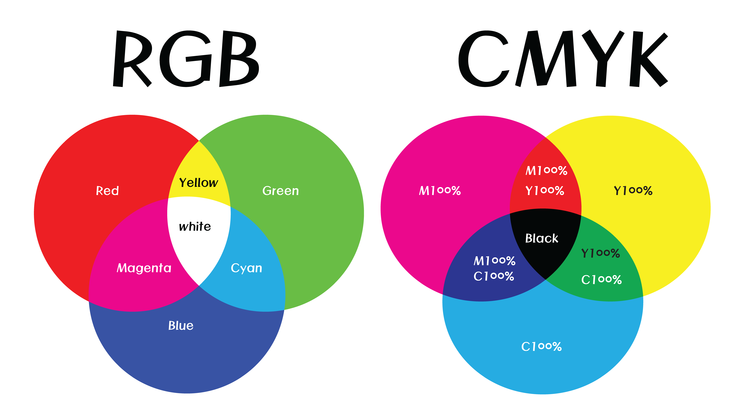 RGB
Red
Yellow
Green
white
Magenta
Cyan
Blue
CMYK
M100%
M100%
Y100%
Y100%
Black
M100%
C100%
Y100%
C100%
C100%